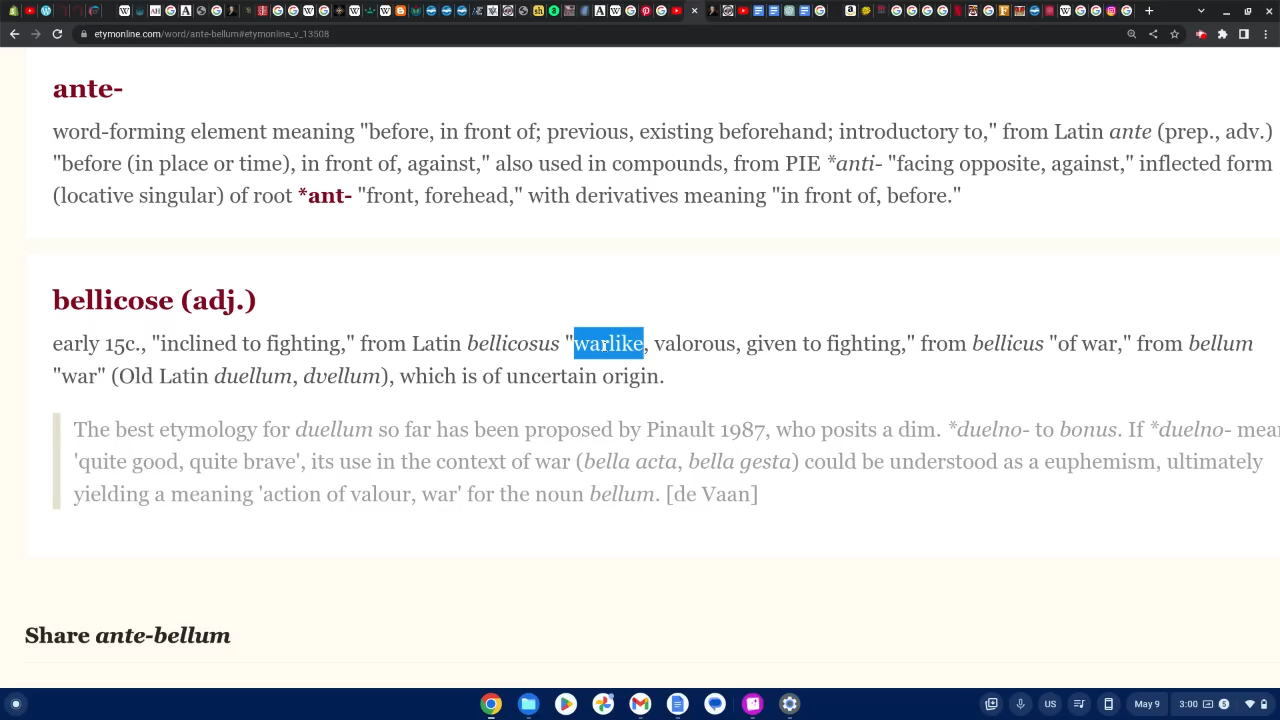 etymonline.com/word/ante-bellum#etymonline_v_13508
ante-
word-forming element meaning "before, in front of; previous, existing beforehand; introductory to," from Latin ante (prep., adv.)
"before (in place or time), in front of, against," also used in compounds, from PIE *anti- "facing opposite, against," inflected form
(locative singular) of root *ant- "front, forehead," with derivatives meaning "in front of, before."
bellicose (adj.)
early 15c., "inclined to fighting," from Latin bellicosus "warlike, valorous, given to fighting," from bellicus "of war," from bellum
"war" (Old Latin duellum, dvellum), which is of uncertain origin.
The best etymology for duellum so far has been proposed by Pinault 1987, who posits a dim. *duelno- to bonus. If *duelno- mean
'quite good, quite brave', its use in the context of war (bella acta, bella gesta) could be understood as a euphemism, ultimately
yielding a meaning 'action of valour, war' for the noun bellum. [de Vaan]
Share ante-bellum
US May 9 3:00 5